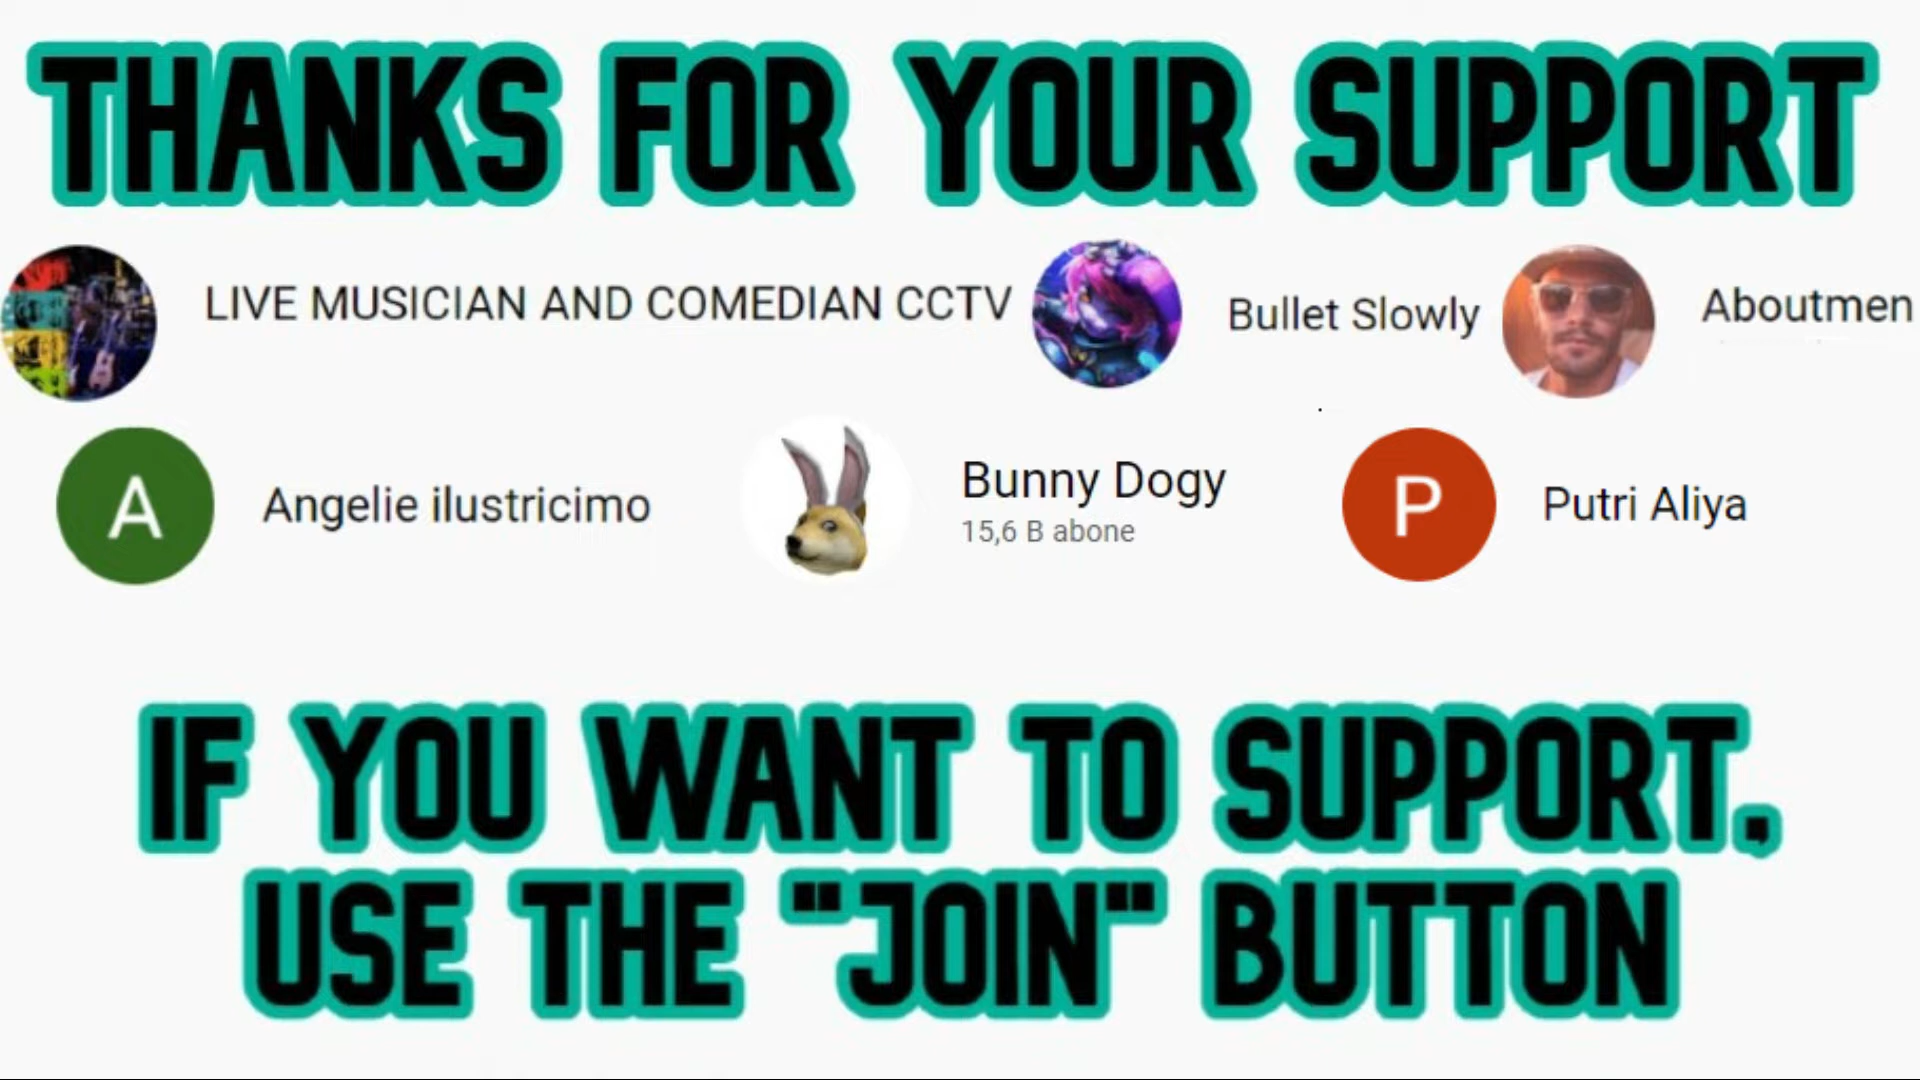 THANKS FOR YOUR SUPPORT
LIVE MUSICIAN AND COMEDIAN CCTV
Bullet Slowly
Aboutmen
A
Angelie ilustricimo
Bunny Dogy
15,6 B abone
P
Putri Aliya
IF YOU WANT TO SUPPORT,
USE THE "JOIN" BUTTON